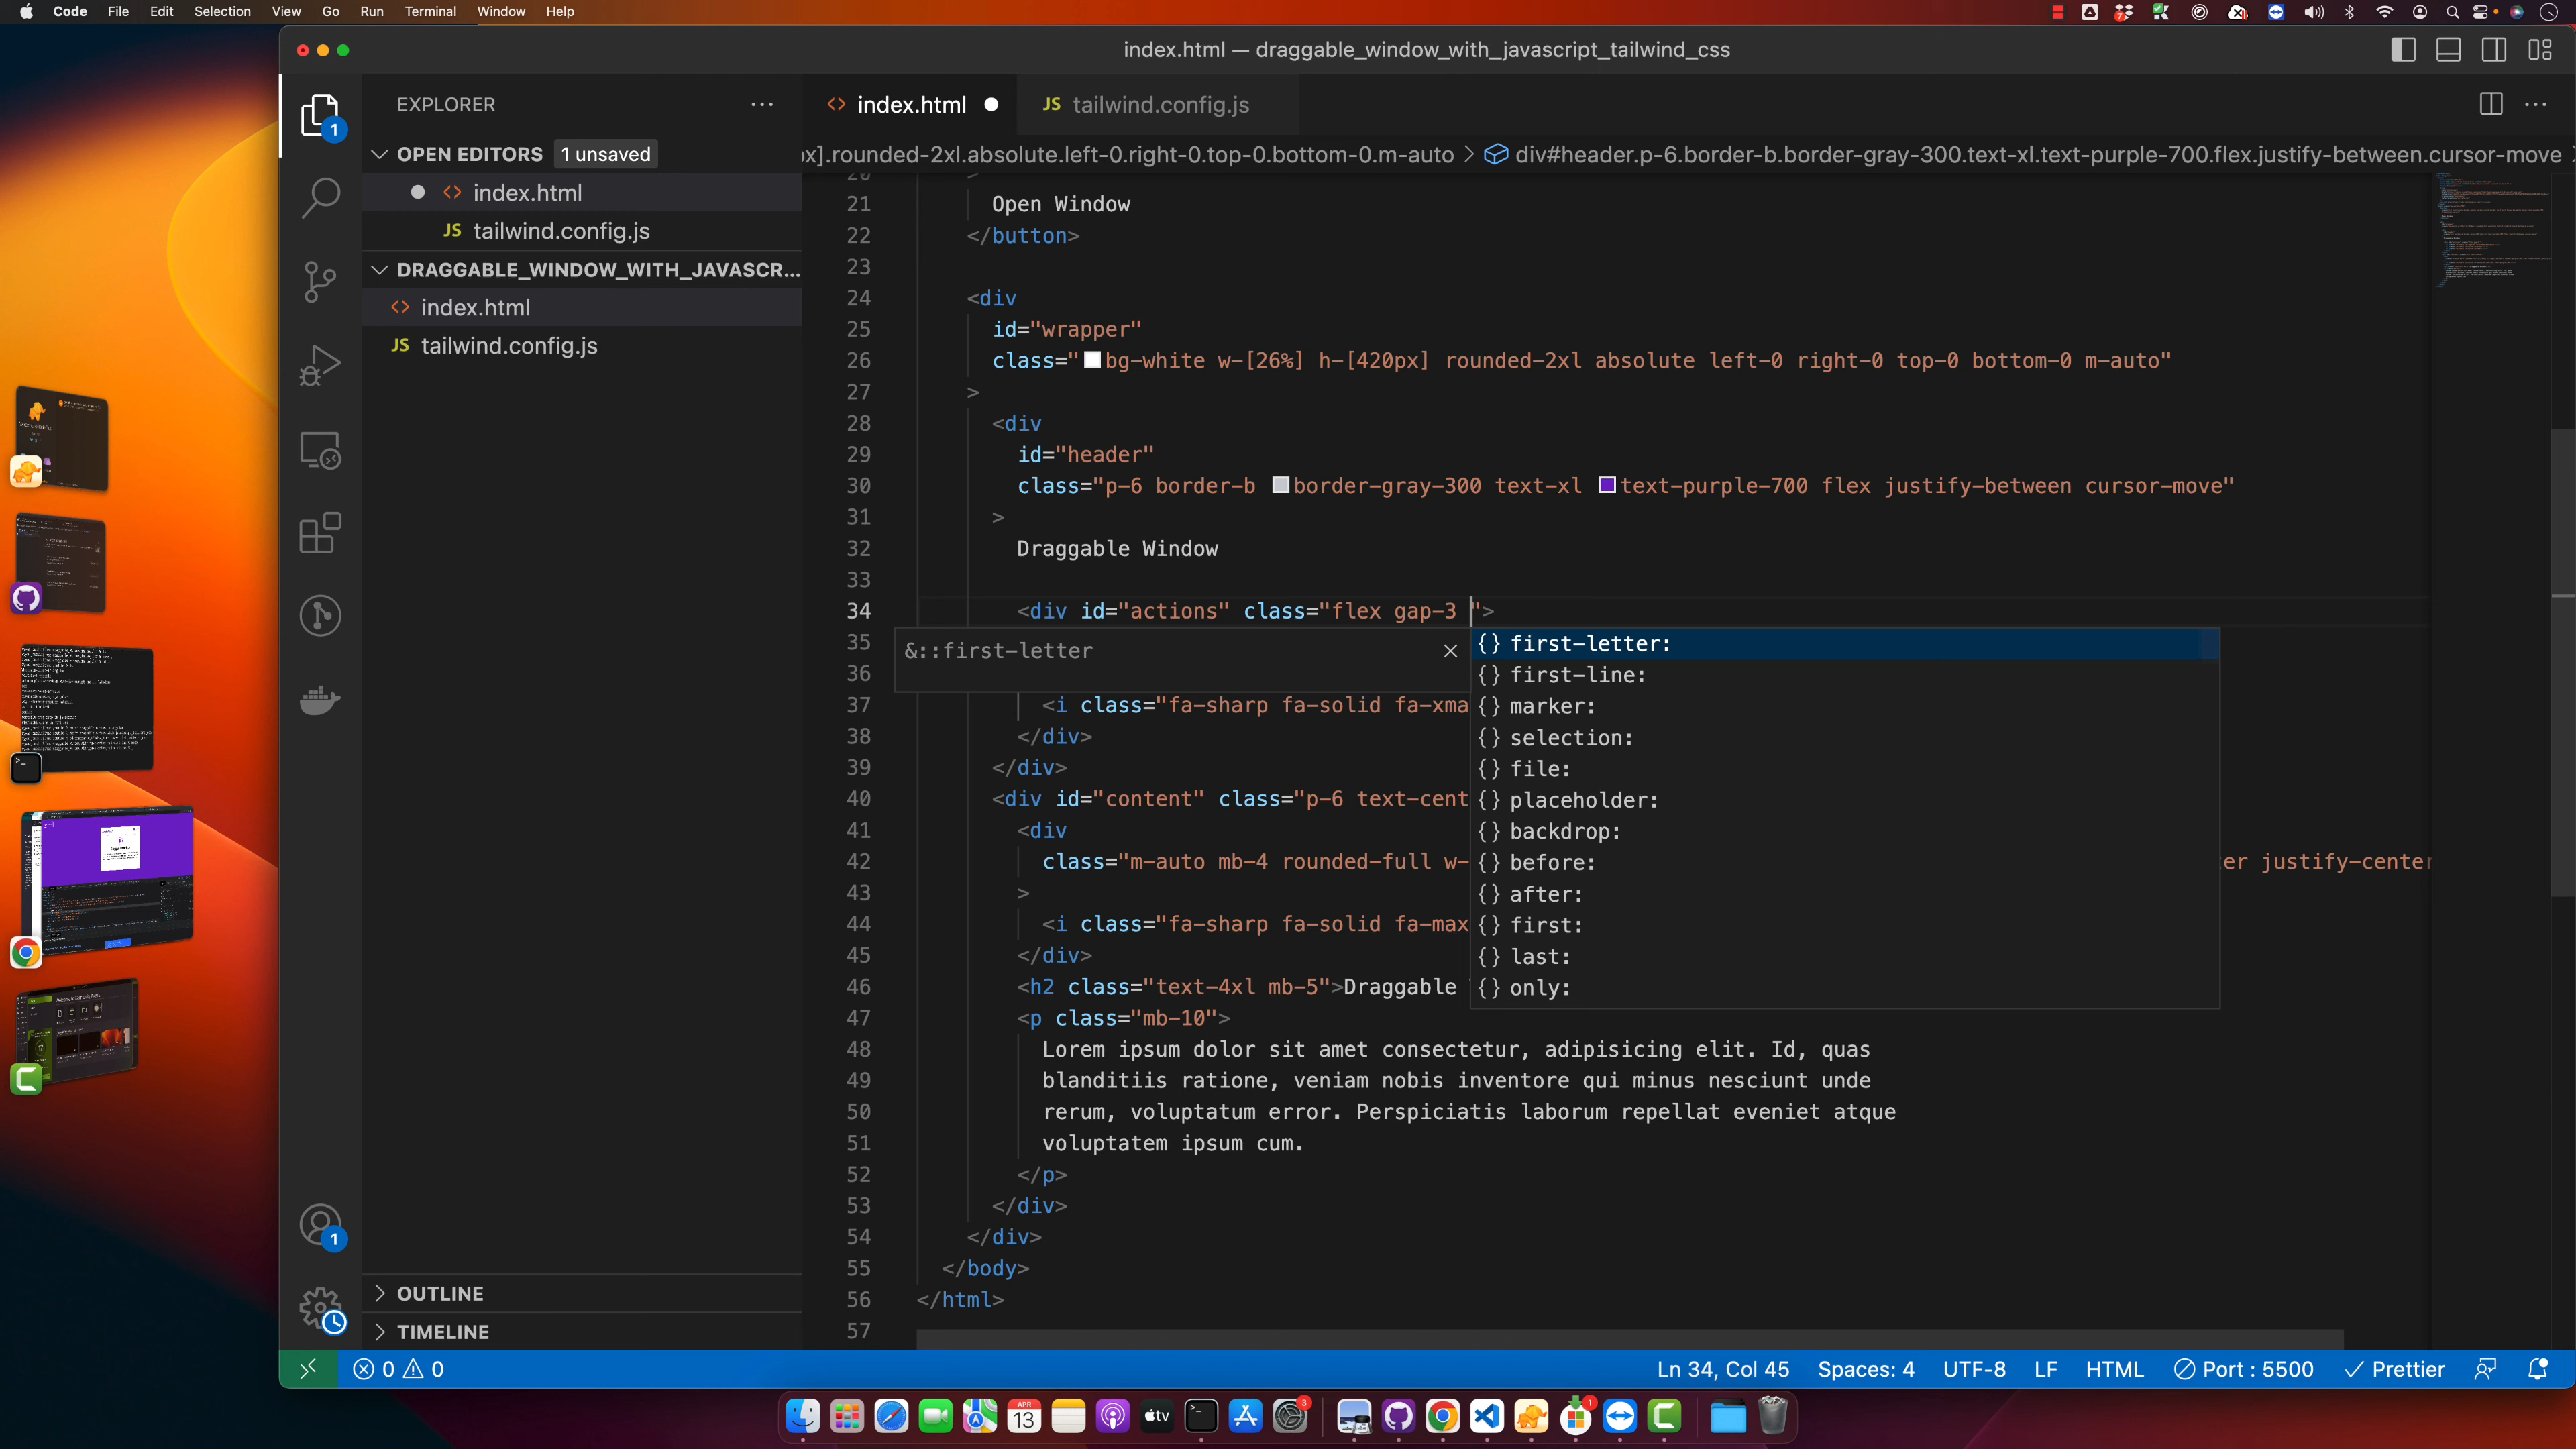 Code File Edit Selection View Go Run Terminal Window Help
index.html — draggable_window_with_javascript_tailwind_css
EXPLORER
OPEN EDITORS 1 unsaved
index.html
JS tailwind.config.js
DRAGGABLE_WINDOW_WITH_JAVASCR...
index.html
JS tailwind.config.js
OUTLINE
TIMELINE
index.html
JS tailwind.config.js
x].rounded-2xl.absolute.left-0.right-0.top-0.bottom-0.m-auto > div#header.p-6.border-b.border-gray-300.text-xl.text-purple-700.flex.justify-between.cursor-move
20 >
21 Open Window
22 </button>
23
24 <div
25 id="wrapper"
26 class="bg-white w-[26%] h-[420px] rounded-2xl absolute left-0 right-0 top-0 bottom-0 m-auto"
27 >
28 <div
29 id="header"
30 class="p-6 border-b border-gray-300 text-xl text-purple-700 flex justify-between cursor-move"
31 >
32 Draggable Window
33
34 <div id="actions" class="flex gap-3 ">
35
36
37 <i class="fa-sharp fa-solid fa-xma
38 </div>
39 </div>
40 <div id="content" class="p-6 text-cent
41 <div
42 class="m-auto mb-4 rounded-full w- er justify-center
43 >
44 <i class="fa-sharp fa-solid fa-max
45 </div>
46 <h2 class="text-4xl mb-5">Draggable
47 <p class="mb-10">
48 Lorem ipsum dolor sit amet consectetur, adipisicing elit. Id, quas
49 blanditiis ratione, veniam nobis inventore qui minus nesciunt unde
50 rerum, voluptatum error. Perspiciatis laborum repellat eveniet atque
51 voluptatem ipsum cum.
52 </p>
53 </div>
54 </div>
55 </body>
56 </html>
57
&::first-letter
{} first-letter:
{} first-line:
{} marker:
{} selection:
{} file:
{} placeholder:
{} backdrop:
{} before:
{} after:
{} first:
{} last:
{} only:
1
1
0 0
Ln 34, Col 45 Spaces: 4 UTF-8 LF HTML Port : 5500 Prettier
APR
13
tv
3
1